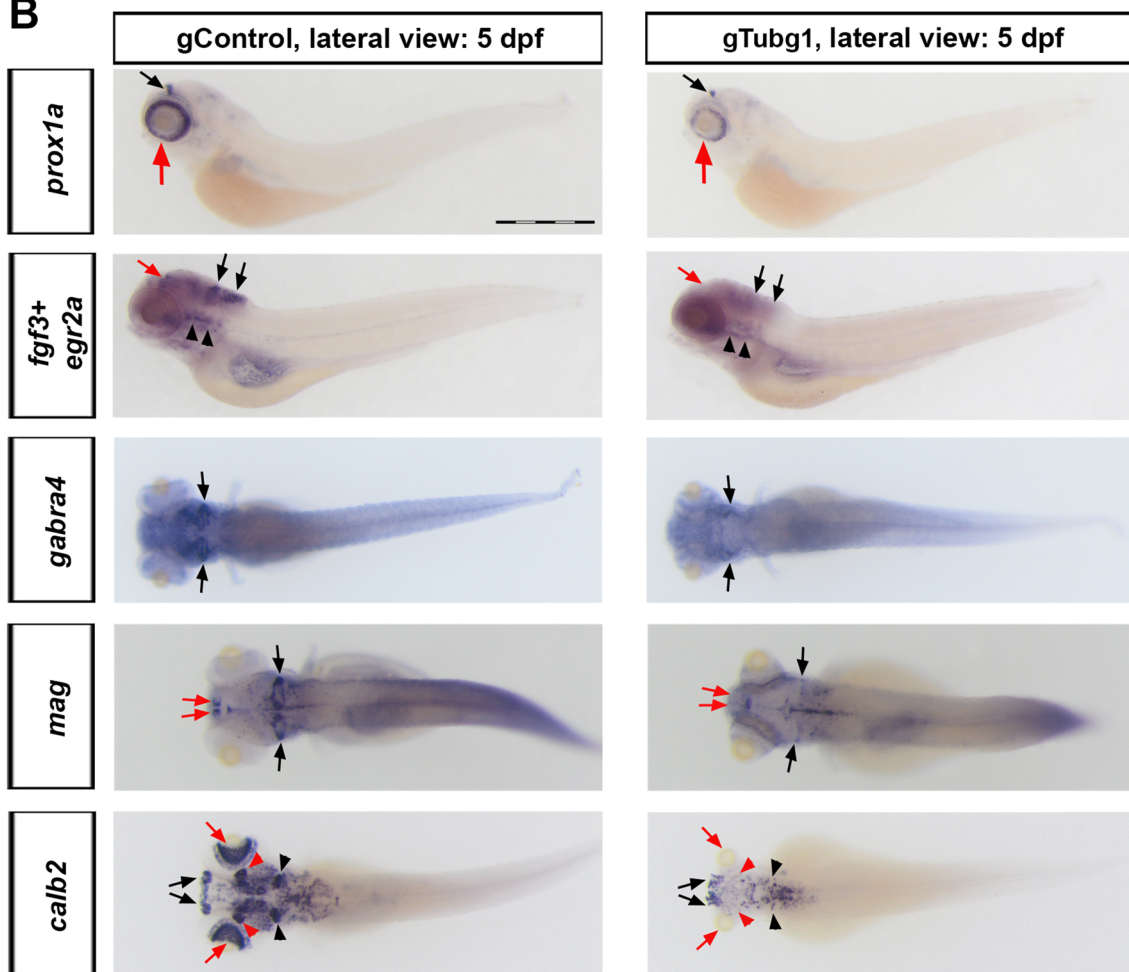 B
gControl, lateral view: 5 dpf
gTubg1, lateral view: 5 dpf
prox1a
fgf3+
egr2a
gabra4
mag
calb2